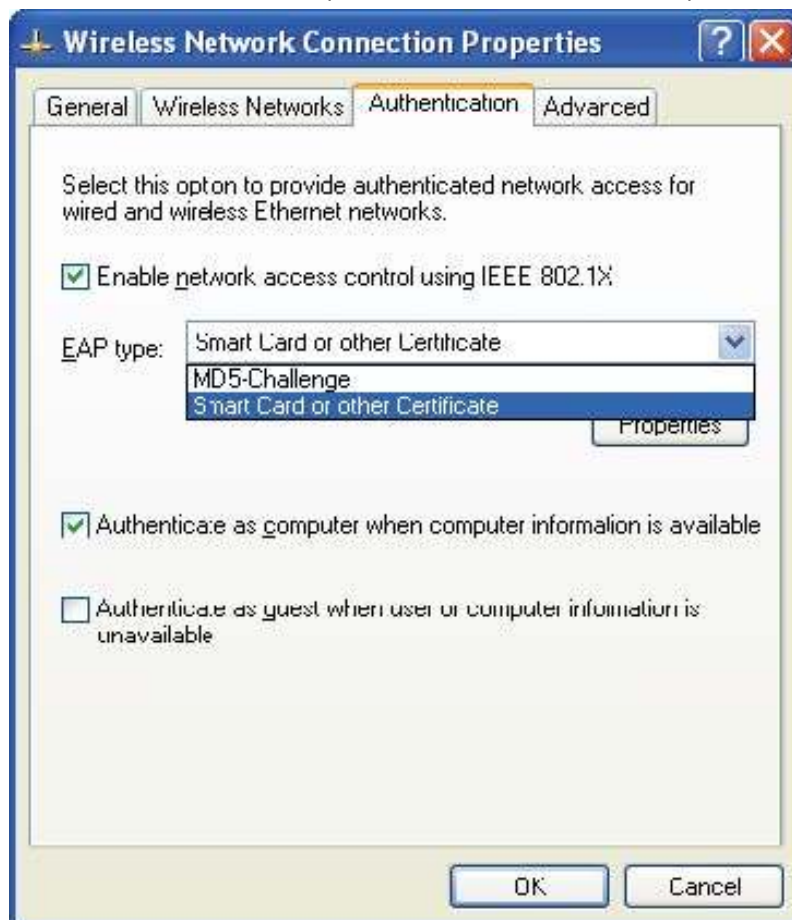 Wireless Network Connection Properties
General Wireless Networks Authentication Advanced
Select this option to provide authenticated network access for
wired and wireless Ethernet networks.
Enable network access control using IEEE 802.1X
EAP type: Smart Card or other Certificate
MD5-Challenge
Smart Card or other Certificate
Properties
Authenticate as computer when computer information is available
Authenticate as guest when user or computer information is
unavailable
OK Cancel